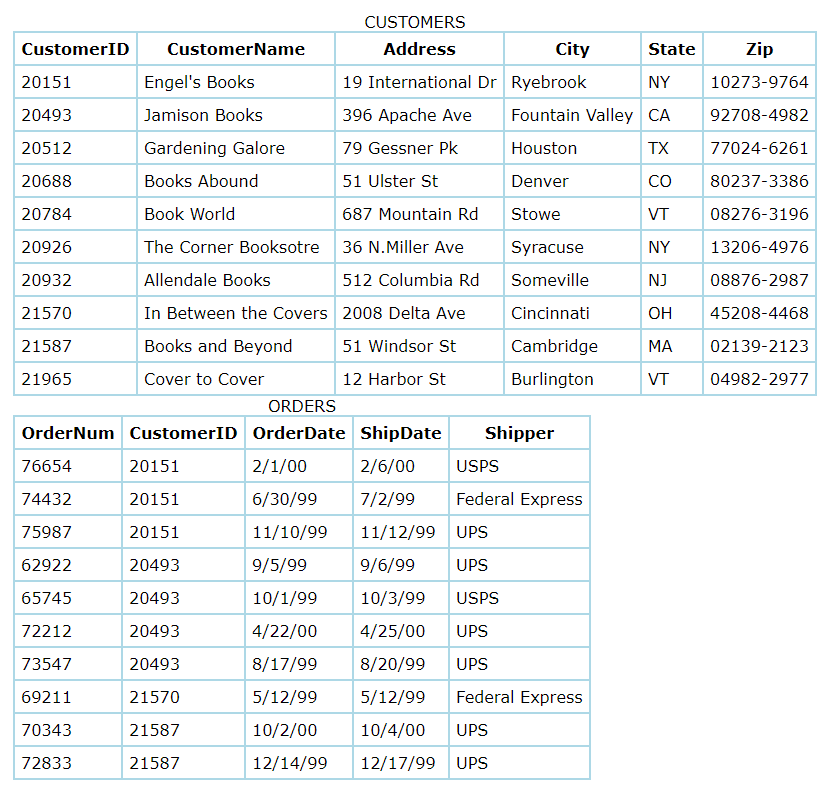 CUSTOMERS
CustomerID CustomerName Address City State Zip
20151 Engel's Books 19 International Dr Ryebrook NY 10273-9764
20493 Jamison Books 396 Apache Ave Fountain Valley CA 92708-4982
20512 Gardening Galore 79 Gessner Pk Houston TX 77024-6261
20688 Books Abound 51 Ulster St Denver CO 80237-3386
20784 Book World 687 Mountain Rd Stowe VT 08276-3196
20926 The Corner Booksotre 36 N.Miller Ave Syracuse NY 13206-4976
20932 Allendale Books 512 Columbia Rd Someville NJ 08876-2987
21570 In Between the Covers 2008 Delta Ave Cincinnati OH 45208-4468
21587 Books and Beyond 51 Windsor St Cambridge MA 02139-2123
21965 Cover to Cover 12 Harbor St Burlington VT 04982-2977
ORDERS
OrderNum CustomerID OrderDate ShipDate Shipper
76654 20151 2/1/00 2/6/00 USPS
74432 20151 6/30/99 7/2/99 Federal Express
75987 20151 11/10/99 11/12/99 UPS
62922 20493 9/5/99 9/6/99 UPS
65745 20493 10/1/99 10/3/99 USPS
72212 20493 4/22/00 4/25/00 UPS
73547 20493 8/17/99 8/20/99 UPS
69211 21570 5/12/99 5/12/99 Federal Express
70343 21587 10/2/00 10/4/00 UPS
72833 21587 12/14/99 12/17/99 UPS